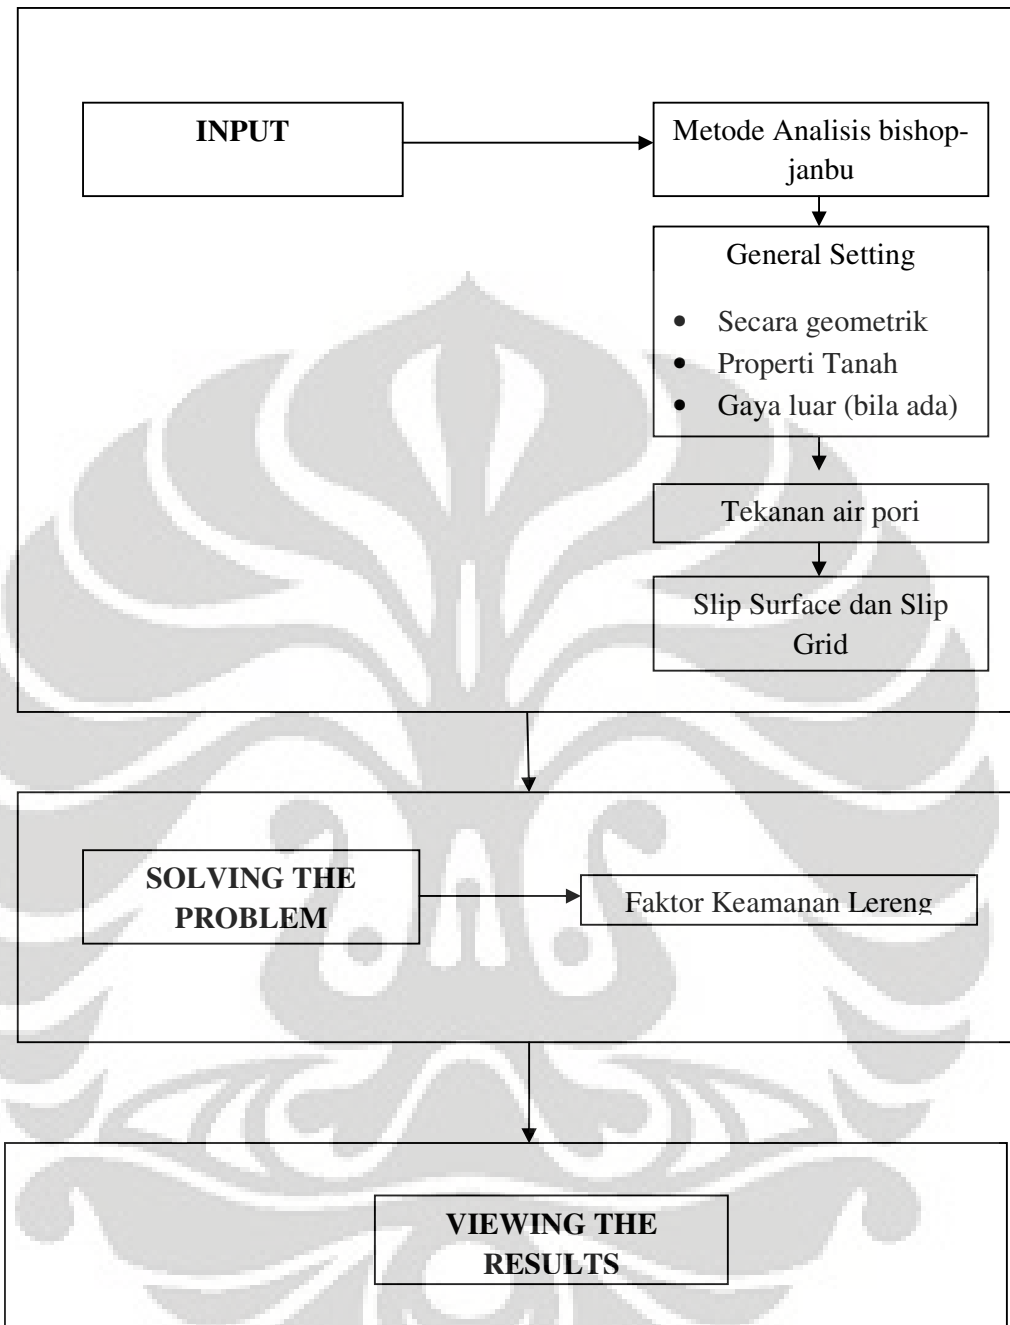 INPUT
Metode Analisis bishop-
janbu
General Setting
• Secara geometrik
• Properti Tanah
• Gaya luar (bila ada)
Tekanan air pori
Slip Surface dan Slip
Grid
SOLVING THE
PROBLEM
Faktor Keamanan Lereng
VIEWING THE
RESULTS